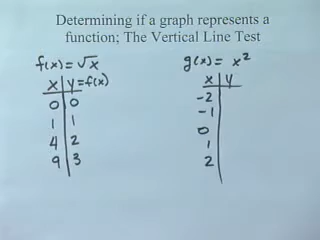 Determining if a graph represents a
function; The Vertical Line Test
f(x) = √x
x y=f(x)
0 0
1 1
4 2
9 3
g(x) = x²
x y
-2
-1
0
1
2